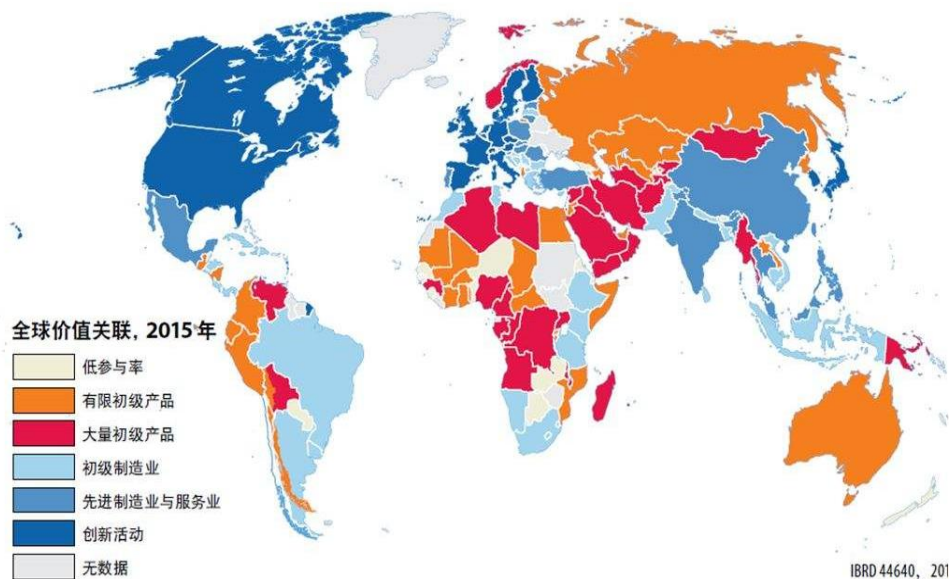 全球价值关联, 2015年
低参与率
有限初级产品
大量初级产品
初级制造业
先进制造业与服务业
创新活动
无数据
IBRD 44640, 201